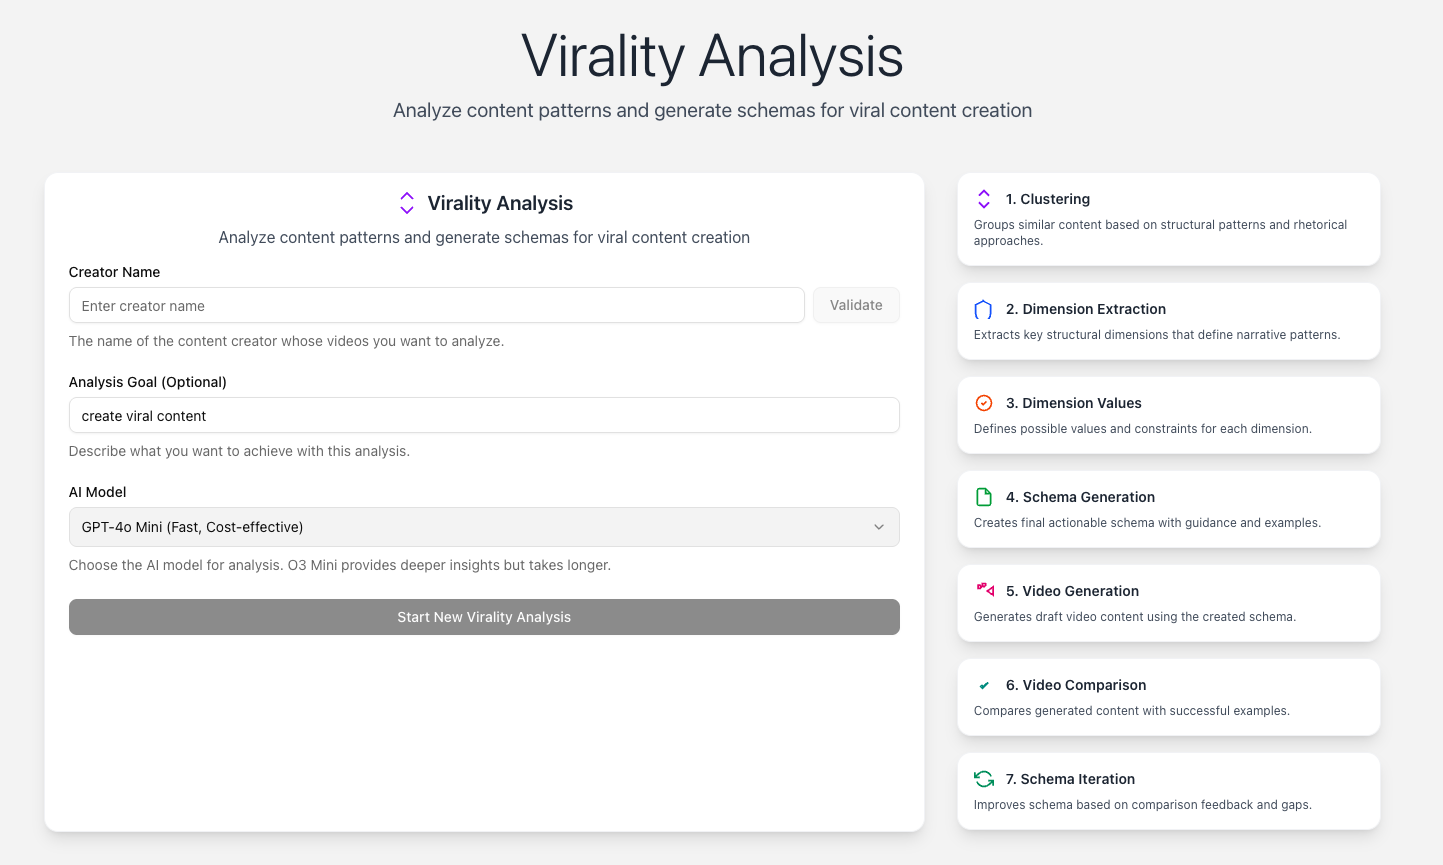 Virality Analysis
Analyze content patterns and generate schemas for viral content creation
Virality Analysis
Analyze content patterns and generate schemas for viral content creation
Creator Name
Enter creator name
Validate
The name of the content creator whose videos you want to analyze.
Analysis Goal (Optional)
create viral content
Describe what you want to achieve with this analysis.
AI Model
GPT-4o Mini (Fast, Cost-effective)
Choose the AI model for analysis. O3 Mini provides deeper insights but takes longer.
Start New Virality Analysis
1. Clustering
Groups similar content based on structural patterns and rhetorical
approaches.
2. Dimension Extraction
Extracts key structural dimensions that define narrative patterns.
3. Dimension Values
Defines possible values and constraints for each dimension.
4. Schema Generation
Creates final actionable schema with guidance and examples.
5. Video Generation
Generates draft video content using the created schema.
6. Video Comparison
Compares generated content with successful examples.
7. Schema Iteration
Improves schema based on comparison feedback and gaps.